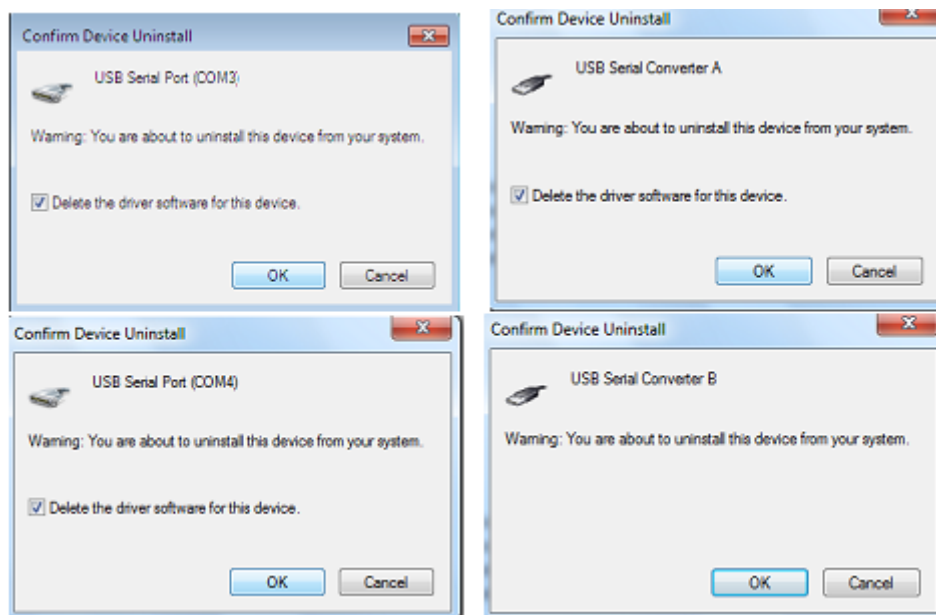 Confirm Device Uninstall
USB Serial Port (COM3)
Warning: You are about to uninstall this device from your system.
Delete the driver software for this device.
OK
Cancel
Confirm Device Uninstall
USB Serial Converter A
Warning: You are about to uninstall this device from your system.
Delete the driver software for this device.
OK
Cancel
Confirm Device Uninstall
USB Serial Port (COM4)
Warning: You are about to uninstall this device from your system.
Delete the driver software for this device.
OK
Cancel
Confirm Device Uninstall
USB Serial Converter B
Warning: You are about to uninstall this device from your system.
OK
Cancel